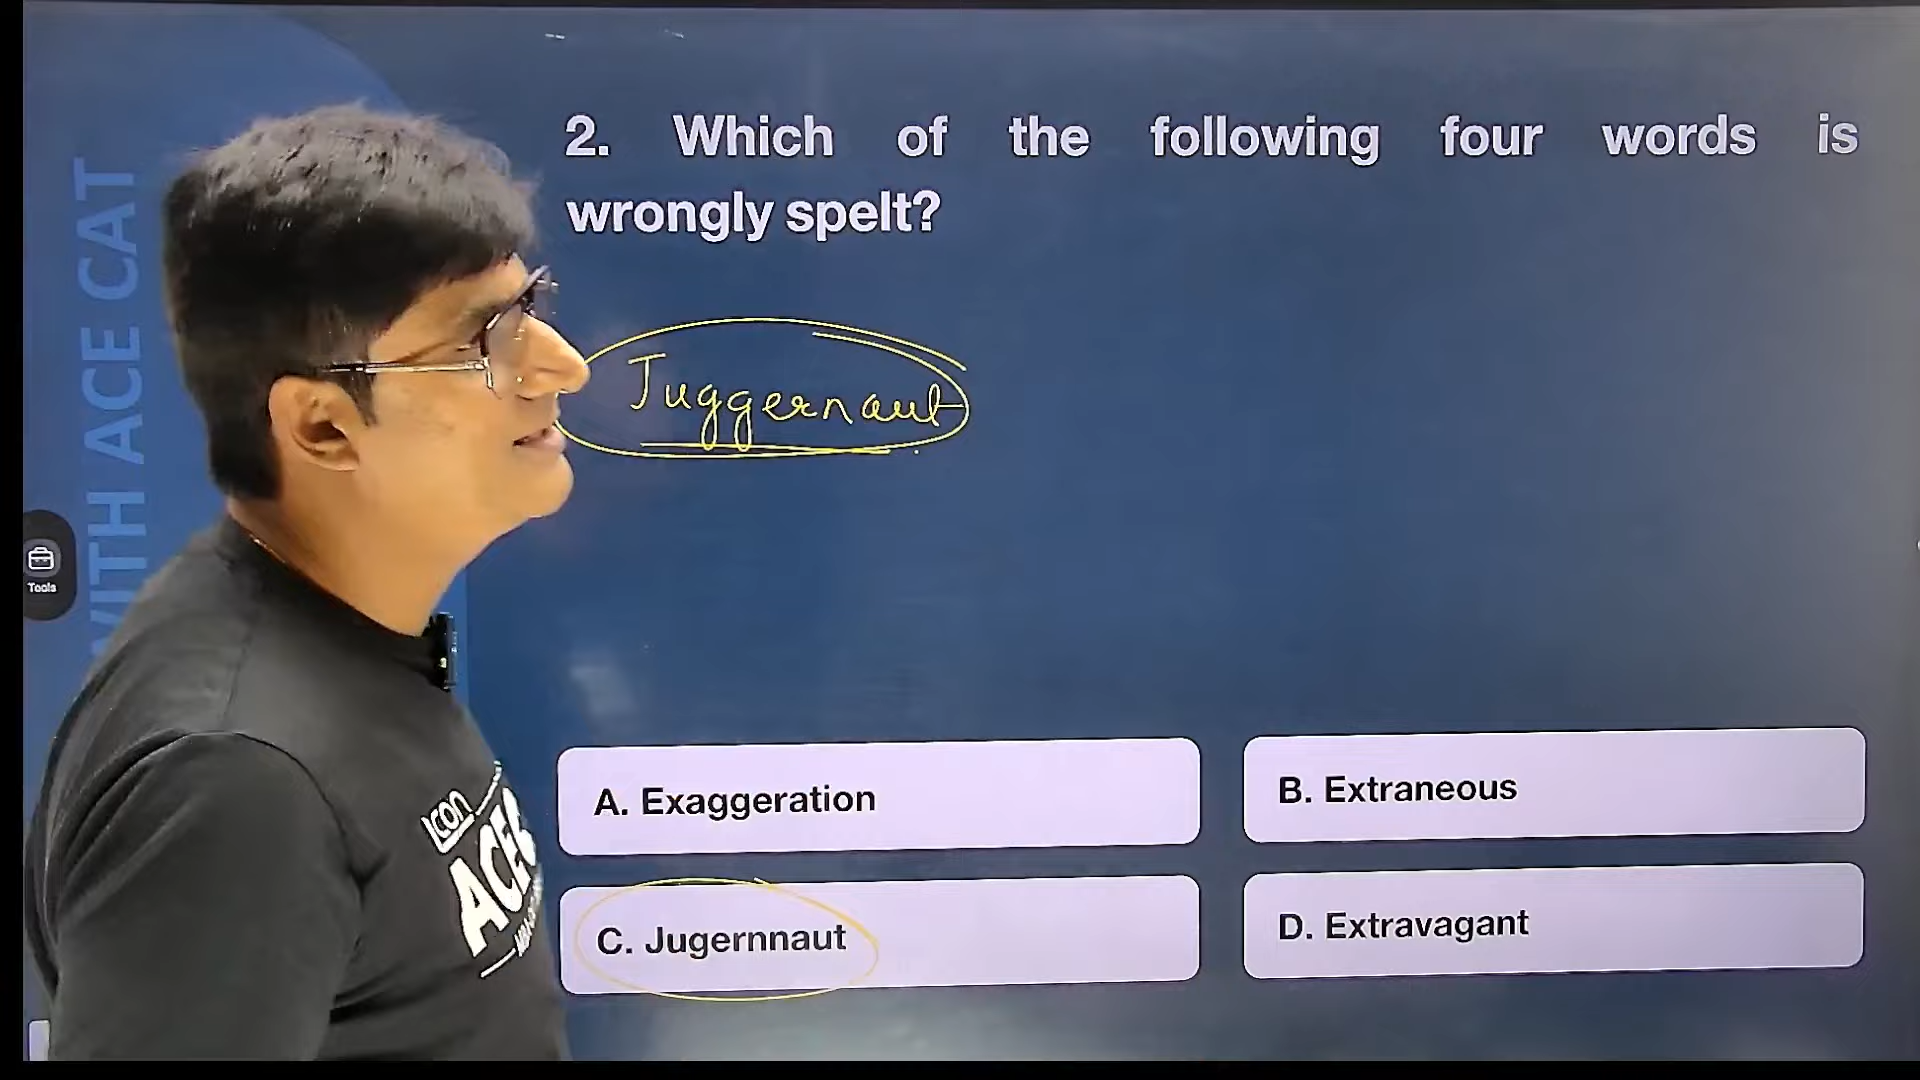 2. Which of the following four words is
wrongly spelt?
Juggernaut
WITH ACE CAT
Tools
A. Exaggeration
B. Extraneous
C. Jugernnaut
D. Extravagant
Icon